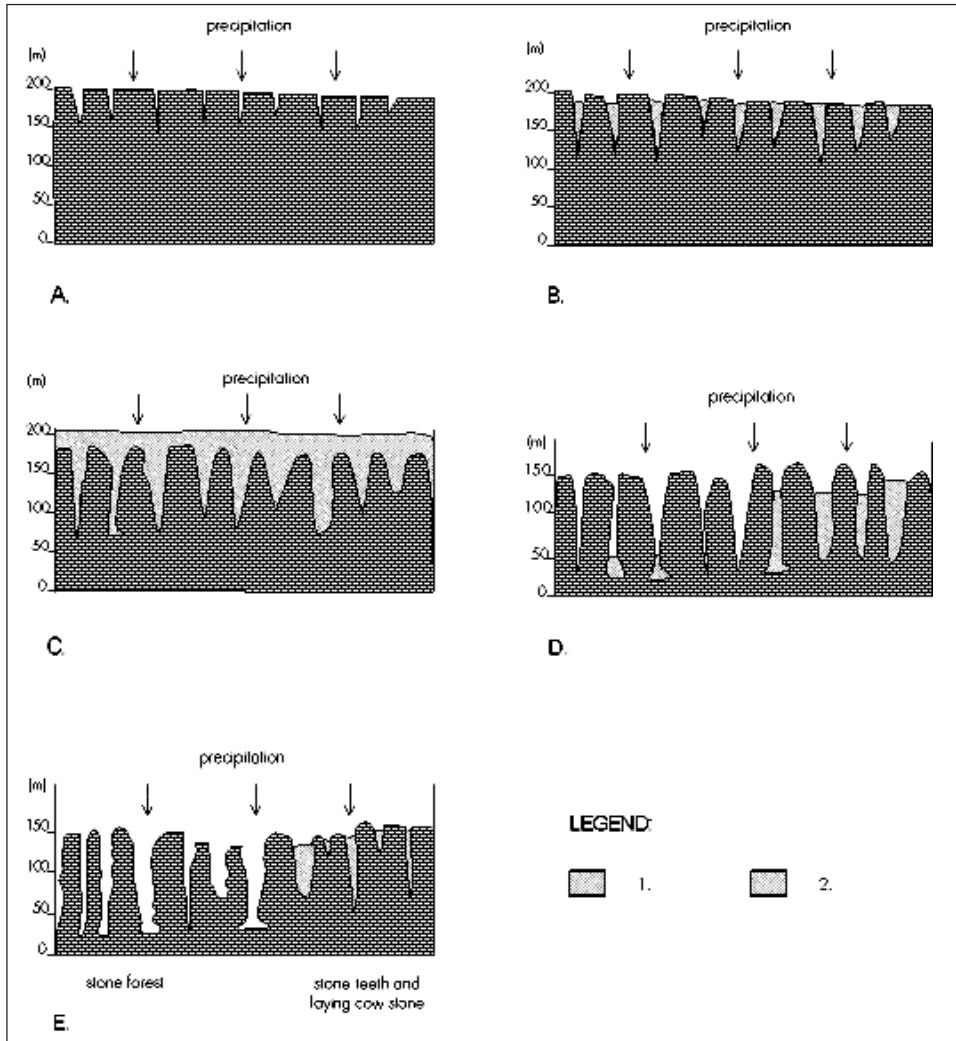 precipitation
(m)
200
150
100
50
0
A.
precipitation
(m)
200
150
100
50
0
B.
precipitation
(m)
200
150
100
50
0
C.
precipitation
(m)
150
100
50
0
D.
precipitation
(m)
150
100
50
0
stone forest
stone teeth and
laying cow stone
E.
LEGEND:
1.
2.